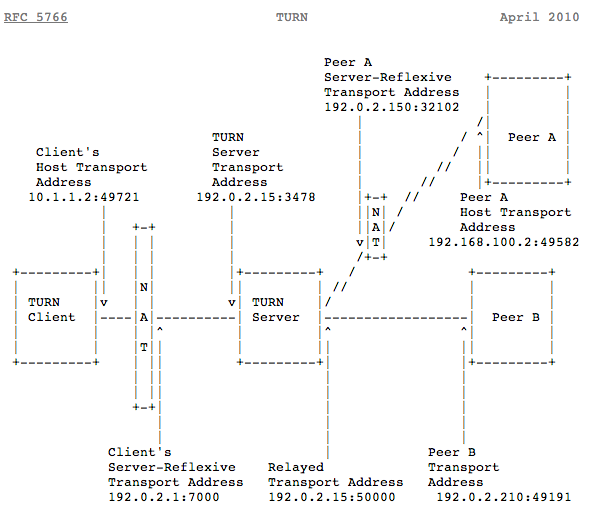 RFC 5766 TURN April 2010
Peer A
Server-Reflexive
Transport Address
192.0.2.150:32102
Peer A
TURN
Server
Transport
Address
192.0.2.15:3478
Client's
Host Transport
Address
10.1.1.2:49721
Peer A
Host Transport
Address
192.168.100.2:49582
N
A
T
TURN
Client
N
A
T
TURN
Server
Peer B
Client's
Server-Reflexive
Transport Address
192.0.2.1:7000
Relayed
Transport Address
192.0.2.15:50000
Peer B
Transport
Address
192.0.2.210:49191